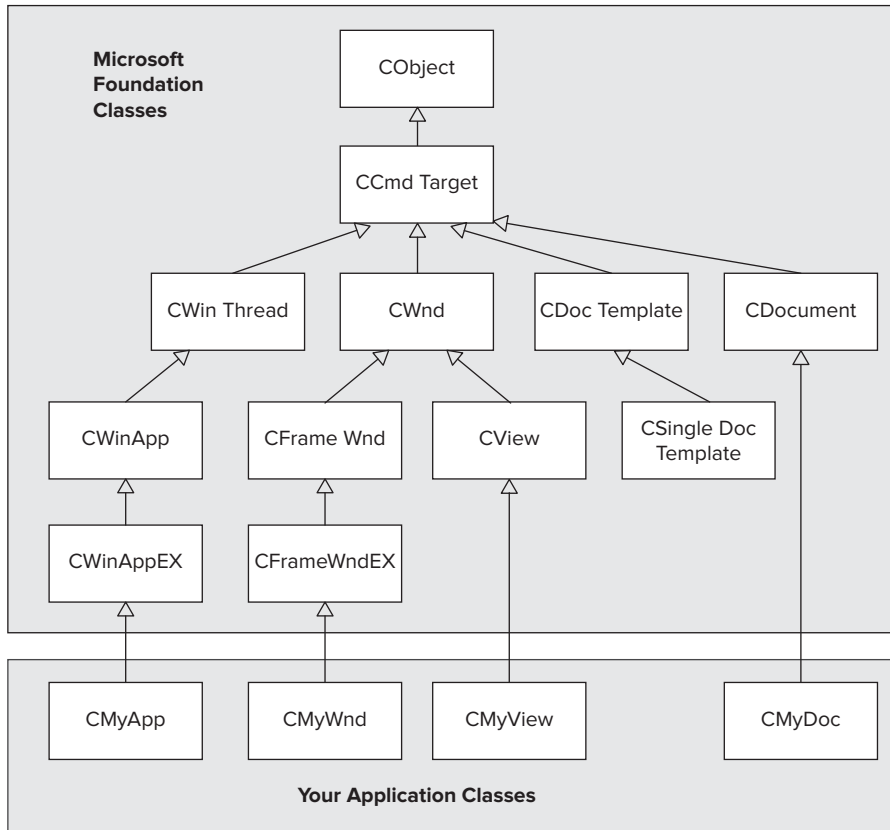 Microsoft
Foundation
Classes
CObject
CCmd Target
CWin Thread
CWnd
CDoc Template
CDocument
CWinApp
CFrame Wnd
CView
CSingle Doc
Template
CWinAppEX
CFrameWndEX
CMyApp
CMyWnd
CMyView
CMyDoc
Your Application Classes